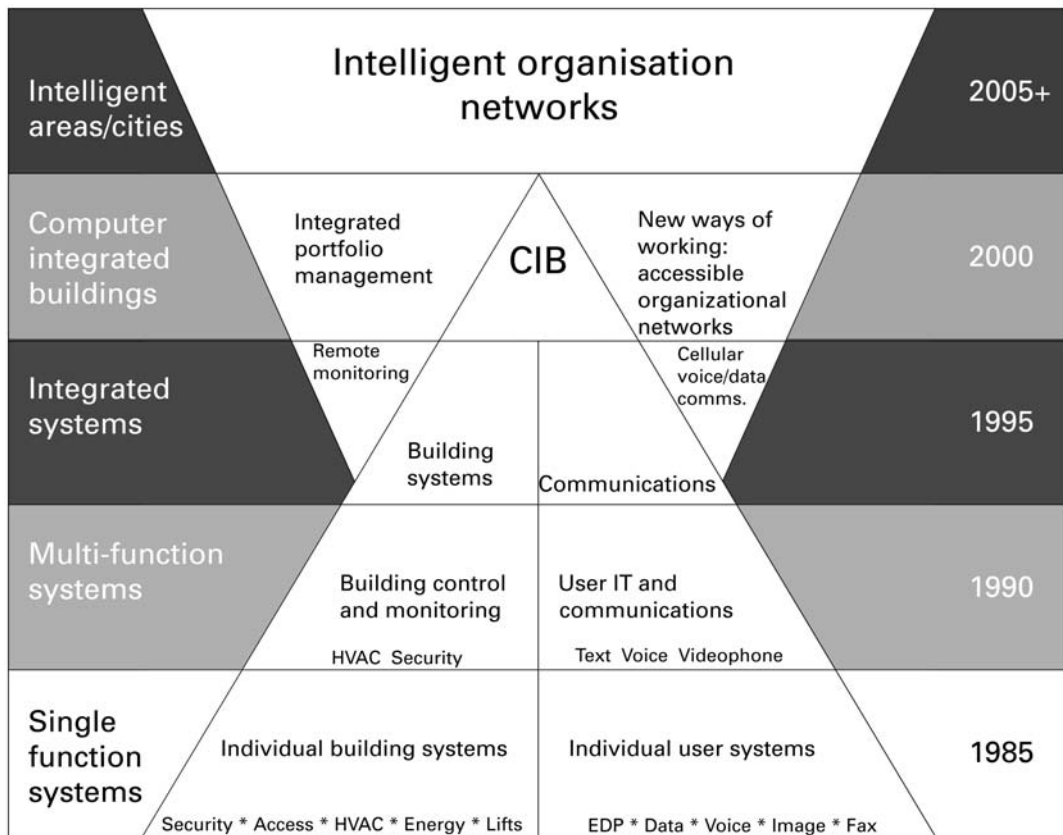 Intelligent organisation
networks
Intelligent
areas/cities
2005+
Computer
integrated
buildings
Integrated
portfolio
management
CIB
New ways of
working:
accessible
organizational
networks
2000
Integrated
systems
Remote
monitoring
Building
systems
Communications
Cellular
voice/data
comms.
1995
Multi-function
systems
Building control
and monitoring
HVAC Security
User IT and
communications
Text Voice Videophone
1990
Single
function
systems
Individual building systems
Security * Access * HVAC * Energy * Lifts
Individual user systems
EDP * Data * Voice * Image * Fax
1985